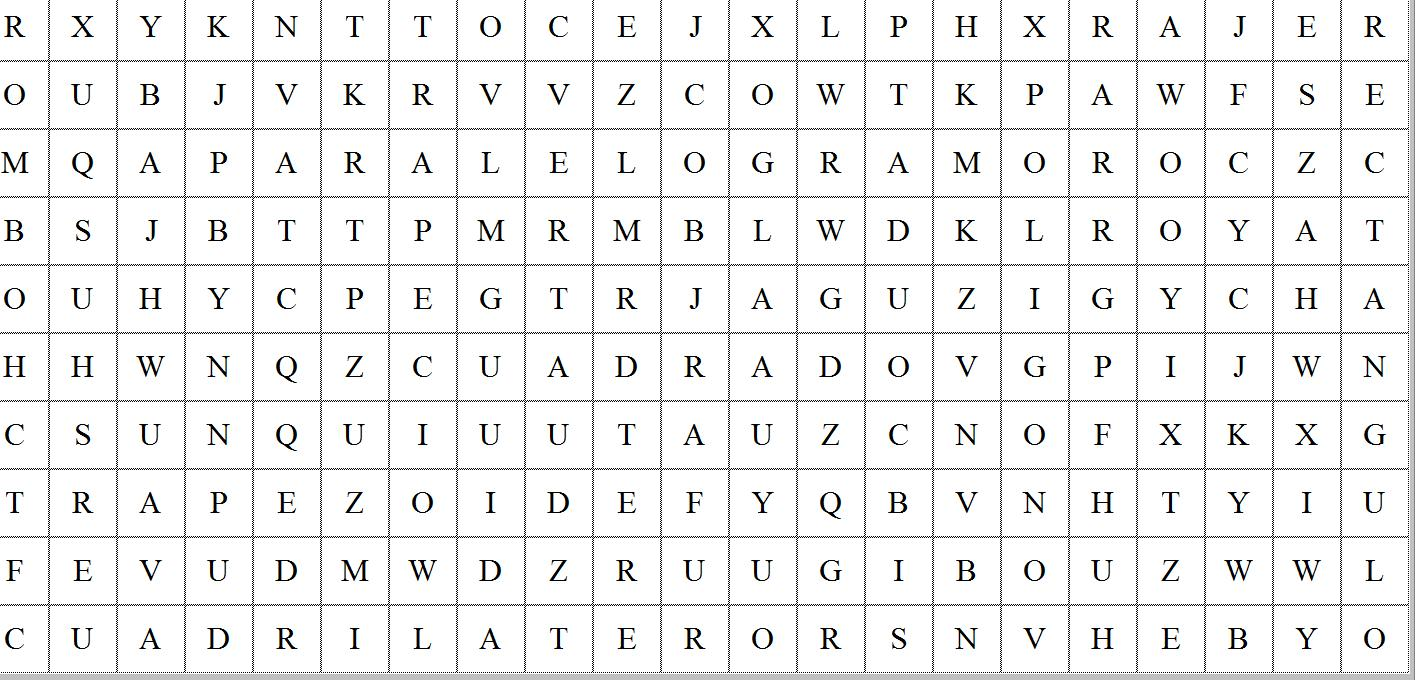 R X Y K N T T O C E J X L P H X R A J E R
O U B J V K R V V Z C O W T K P A W F S E
M Q A P A R A L E L O G R A M O R O C Z C
B S J B T T P M R M B L W D K L R O Y A T
O U H Y C P E G T R J A G U Z I G Y C H A
H H W N Q Z C U A D R A D O V G P I J W N
C S U N Q U I U U T A U Z C N O F X K X G
T R A P E Z O I D E F Y Q B V N H T Y I U
F E V U D M W D Z R U U G I B O U Z W W L
C U A D R I L A T E R O R S N V H E B Y O